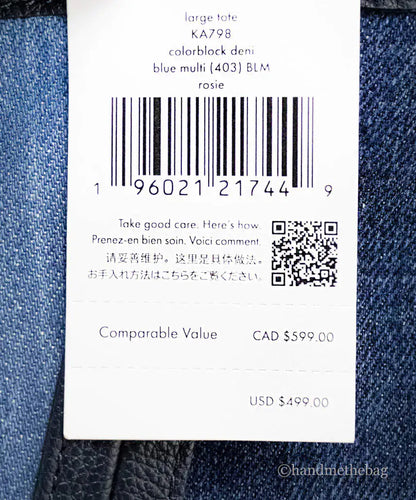 large tote
KA798
colorblock deni
blue multi (403) BLM
rosie
1 96021 21744 9
Take good care. Here's how.
Prenez-en bien soin. Voici comment.
请妥善维护。这里是具体做法。
お手入れ方法はこちらをご覧ください。
Comparable Value CAD $599.00
USD $499.00
©handmethebag